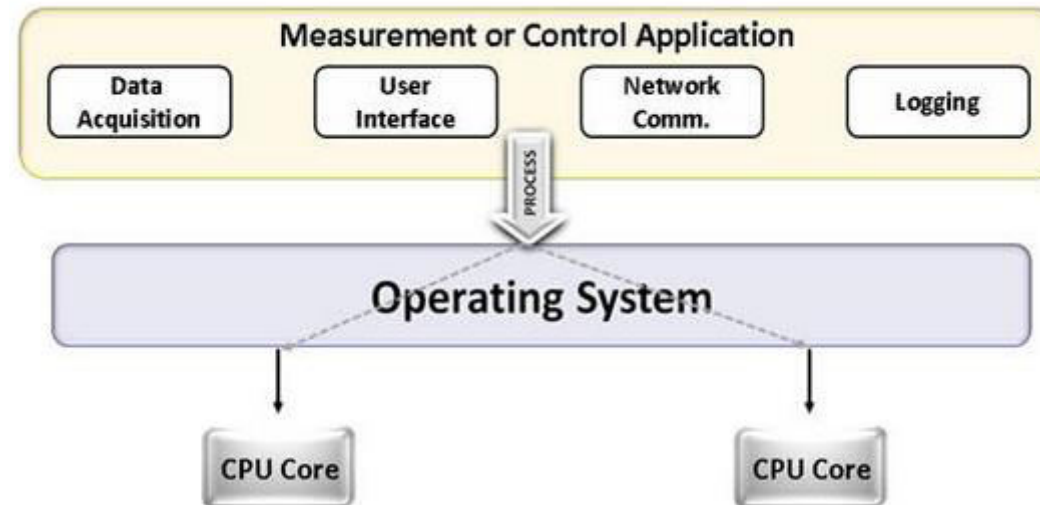 Measurement or Control Application
Data
Acquisition
User
Interface
Network
Comm.
Logging
PROCESS
Operating System
CPU Core
CPU Core